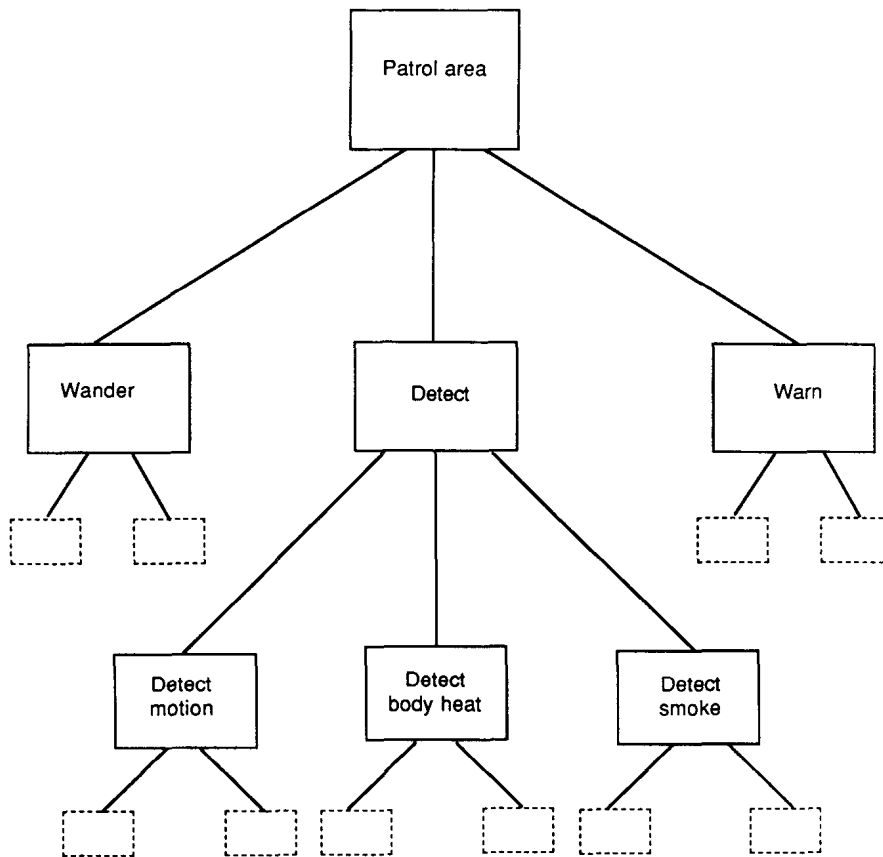 Patrol area
Wander
Detect
Warn
Detect
motion
Detect
body heat
Detect
smoke